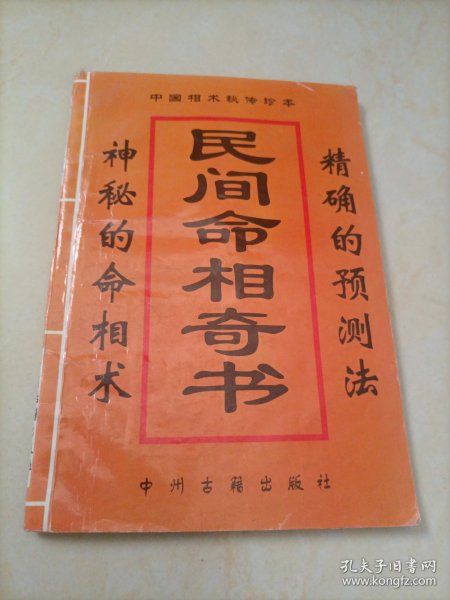 中国相术秘传珍本
精确的预测法
民间命相奇书
神秘的命相术
中州古籍出版社
孔夫子旧书网
www.kongfz.com